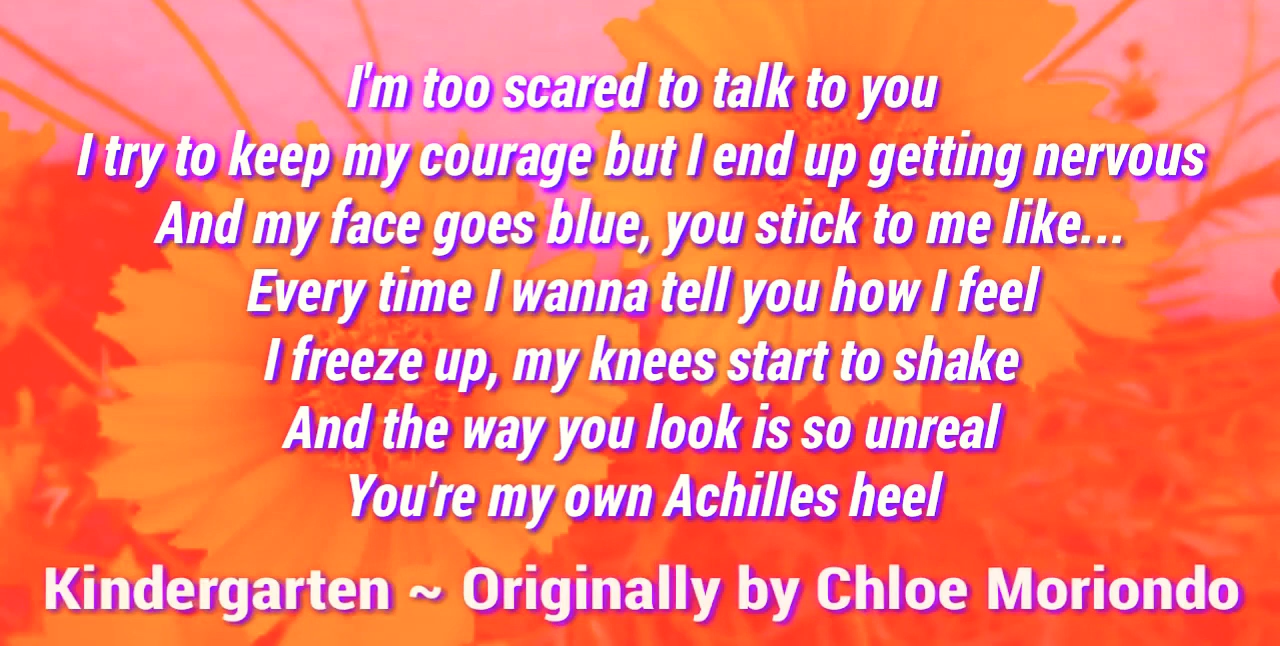 I'm too scared to talk to you
I try to keep my courage but I end up getting nervous
And my face goes blue, you stick to me like...
Every time I wanna tell you how I feel
I freeze up, my knees start to shake
And the way you look is so unreal
You're my own Achilles heel
Kindergarten ~ Originally by Chloe Moriondo